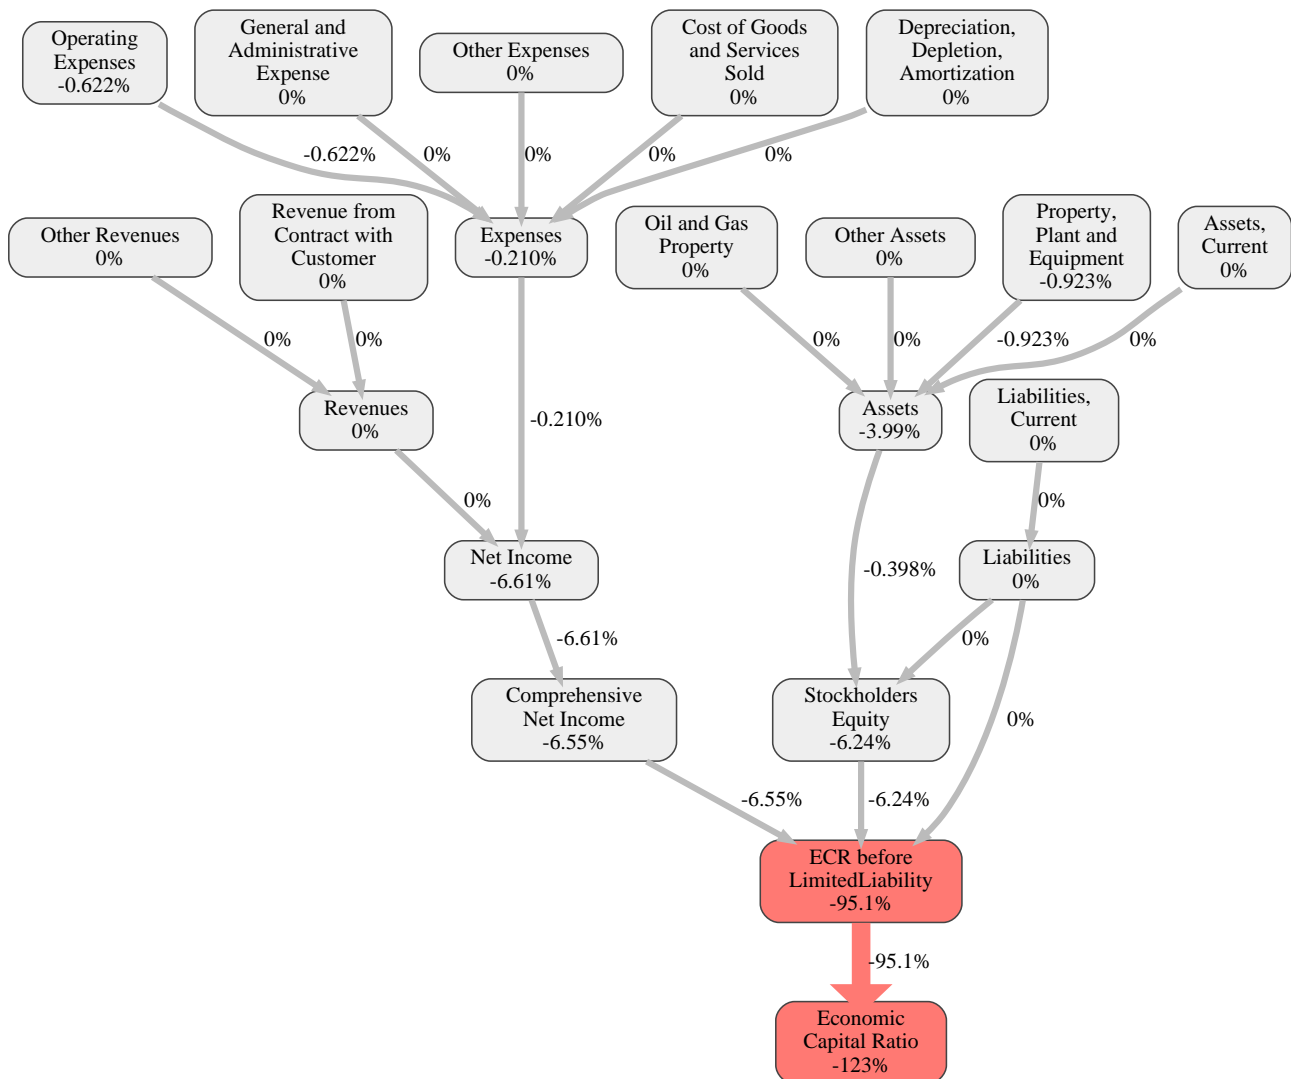 Operating
Expenses
-0.622%
General and
Administrative
Expense
0%
Other Expenses
0%
Cost of Goods
and Services
Sold
0%
Depreciation,
Depletion,
Amortization
0%
-0.622%
0%
0%
0%
0%
Other Revenues
0%
Revenue from
Contract with
Customer
0%
Expenses
-0.210%
Oil and Gas
Property
0%
Other Assets
0%
Property,
Plant and
Equipment
-0.923%
Assets,
Current
0%
0%
0%
0%
0%
-0.923%
0%
Revenues
0%
-0.210%
Assets
-3.99%
Liabilities,
Current
0%
0%
0%
Net Income
-6.61%
-0.398%
Liabilities
0%
-6.61%
0%
Comprehensive
Net Income
-6.55%
Stockholders
Equity
-6.24%
0%
-6.55%
-6.24%
ECR before
LimitedLiability
-95.1%
-95.1%
Economic
Capital Ratio
-123%